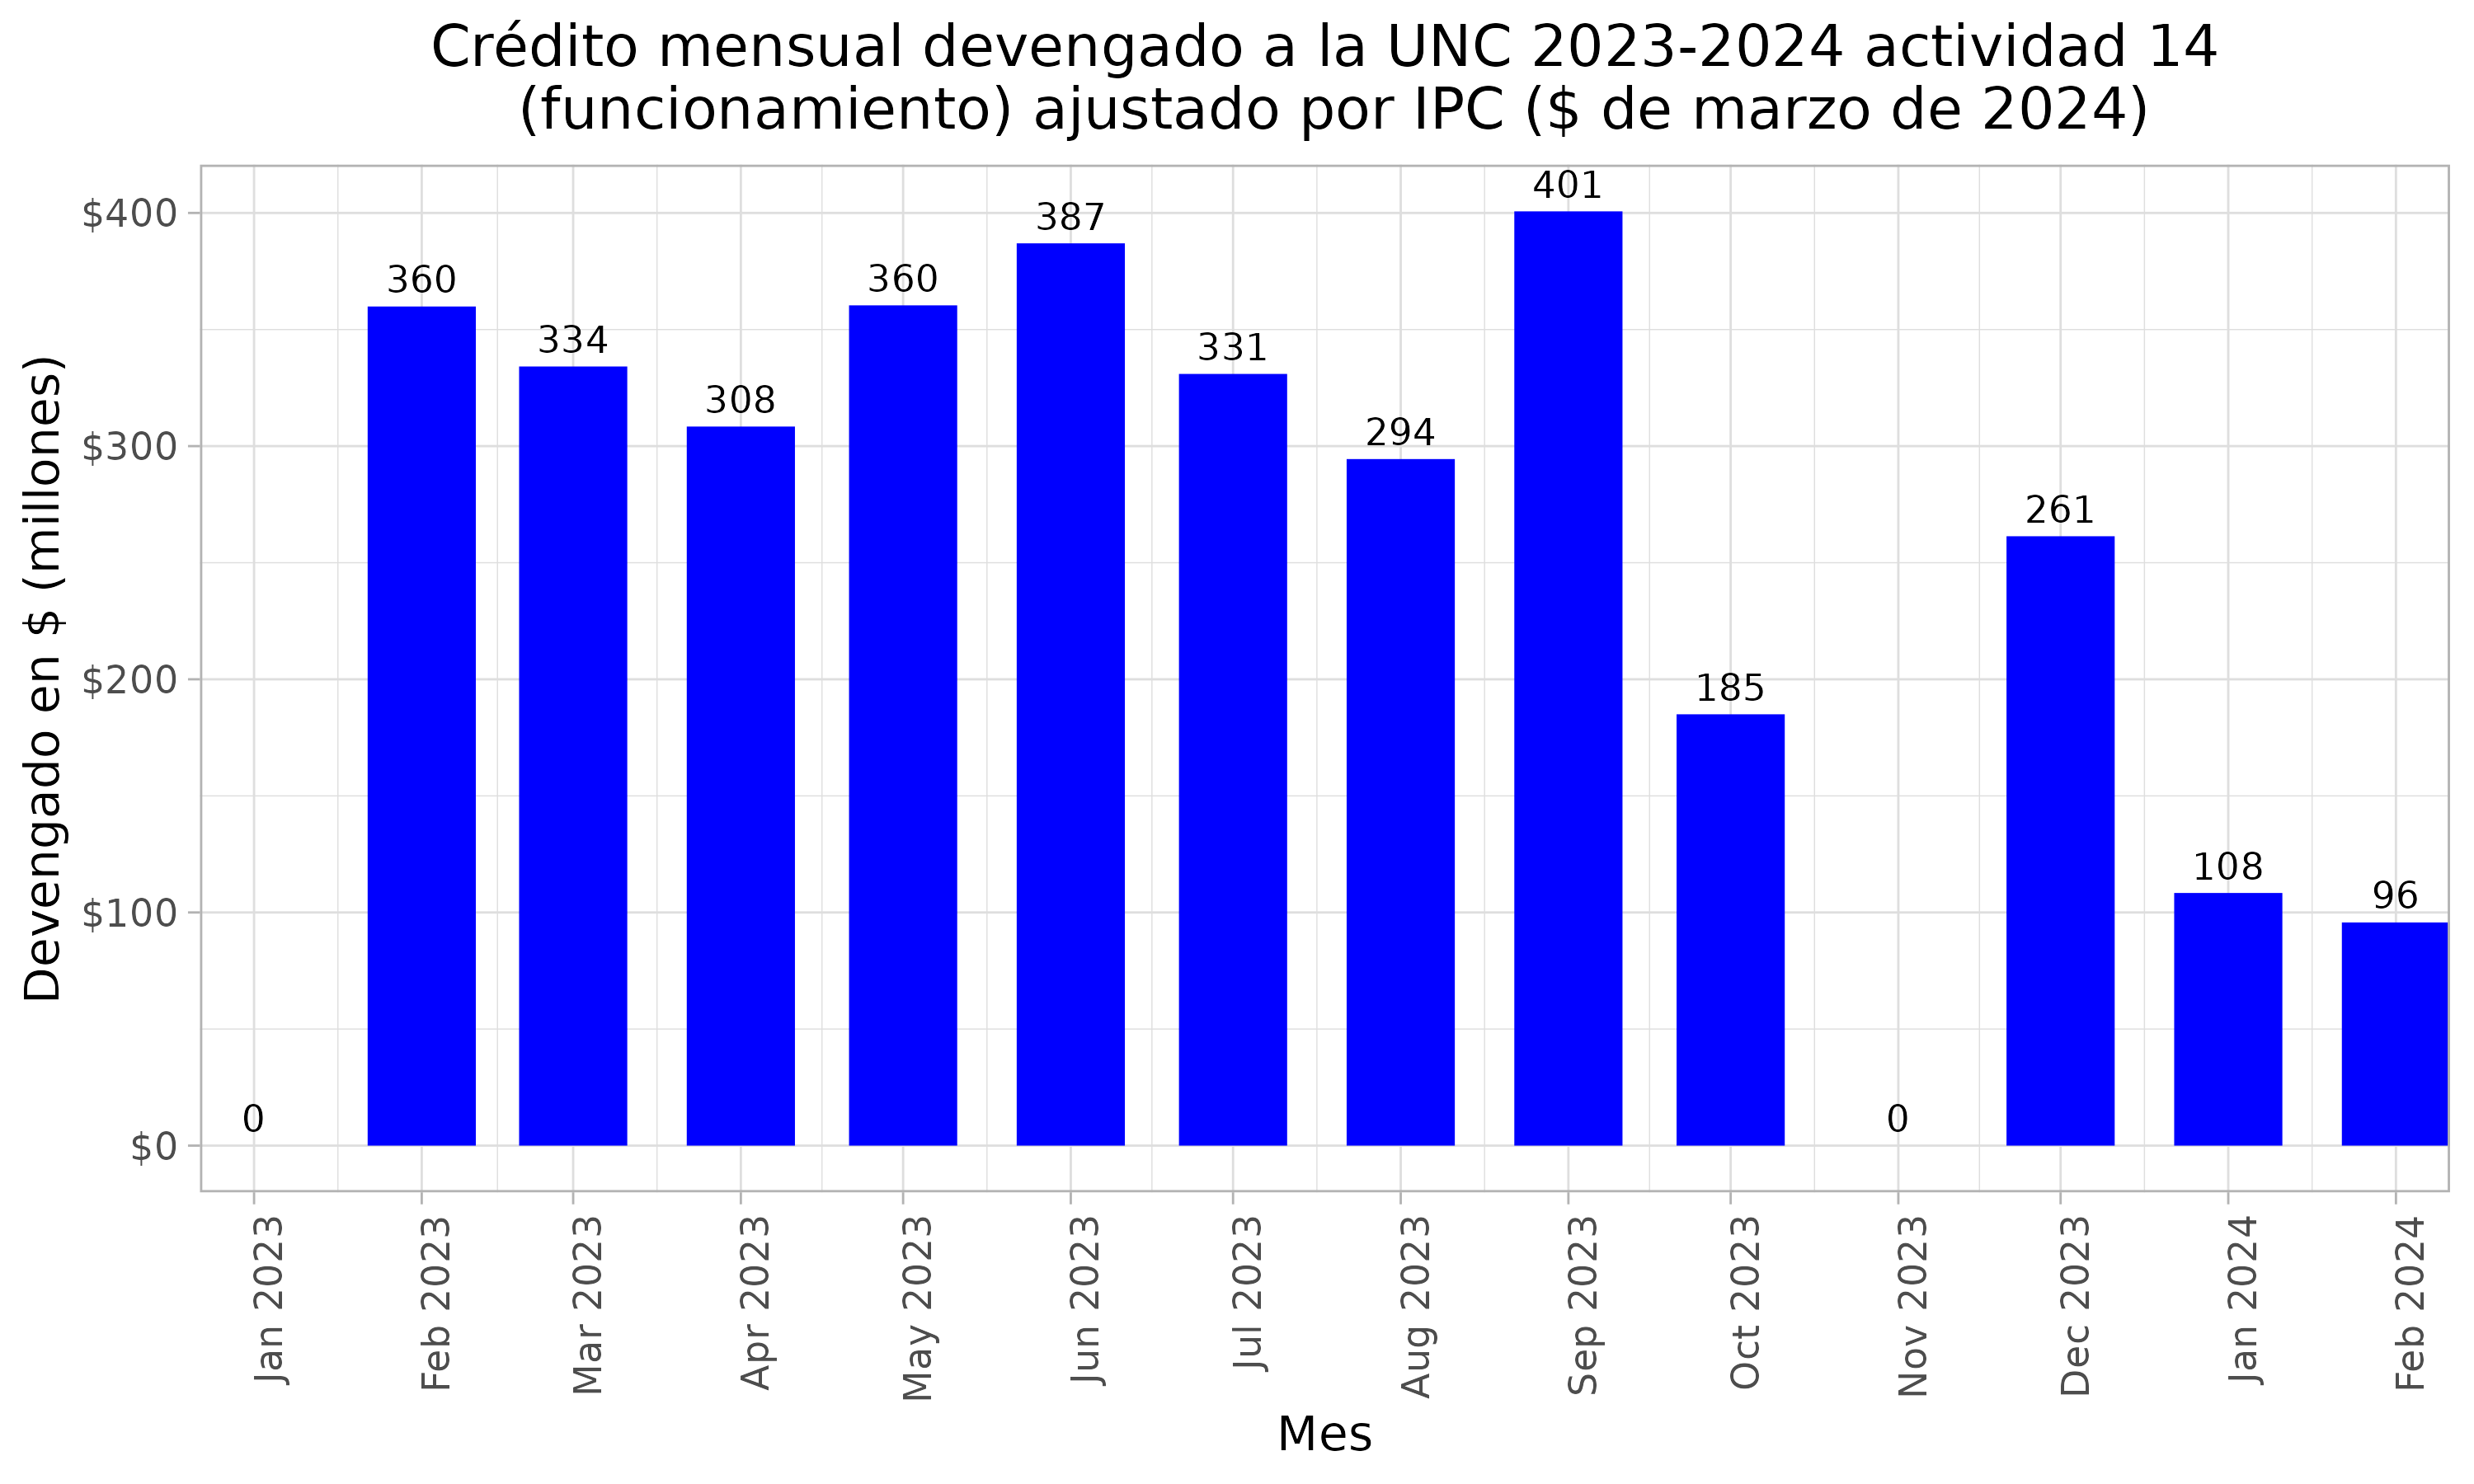 Crédito mensual devengado a la UNC 2023-2024 actividad 14
(funcionamiento) ajustado por IPC ($ de marzo de 2024)
Devengado en $ (millones)
$400
$300
$200
$100
$0
0
360
334
308
360
387
331
294
401
185
0
261
108
96
Jan 2023
Feb 2023
Mar 2023
Apr 2023
May 2023
Jun 2023
Jul 2023
Aug 2023
Sep 2023
Oct 2023
Nov 2023
Dec 2023
Jan 2024
Feb 2024
Mes